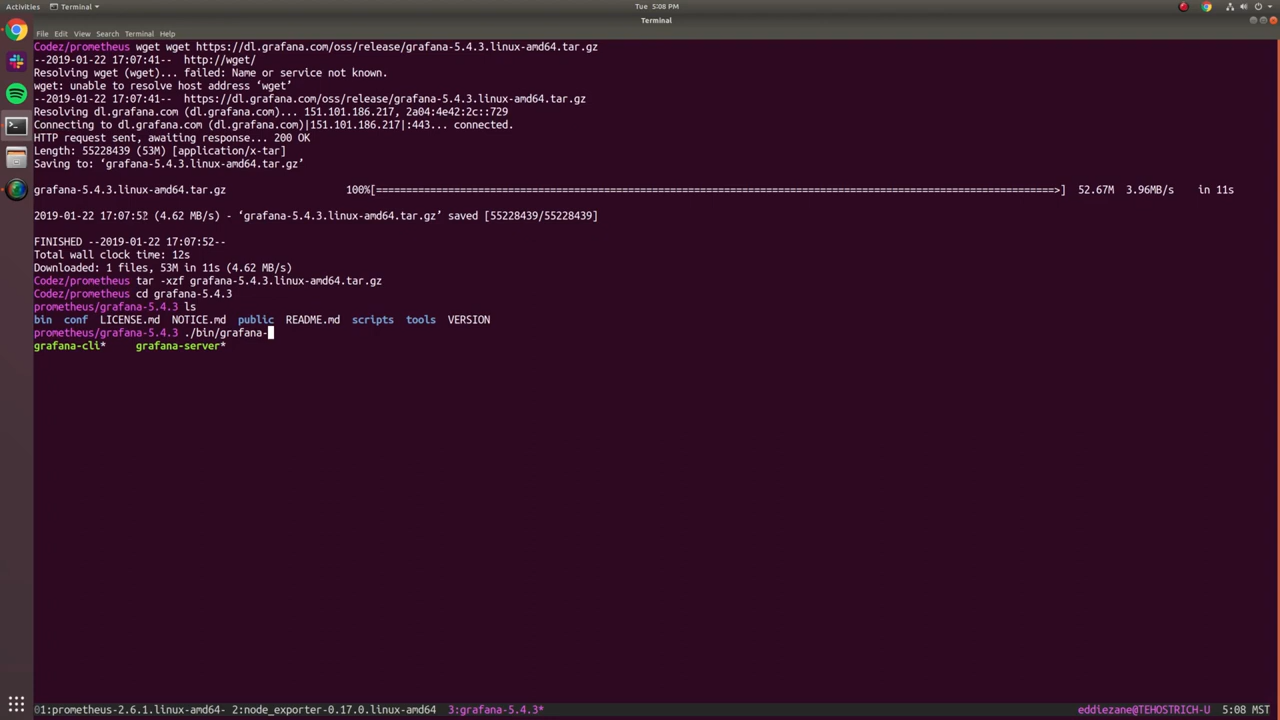 Activities Terminal Tue 5:08 PM
Terminal
File Edit View Search Terminal Help
Codez/prometheus wget wget https://dl.grafana.com/oss/release/grafana-5.4.3.linux-amd64.tar.gz
--2019-01-22 17:07:41-- http://wget/
Resolving wget (wget)... failed: Name or service not known.
wget: unable to resolve host address ‘wget’
--2019-01-22 17:07:41-- https://dl.grafana.com/oss/release/grafana-5.4.3.linux-amd64.tar.gz
Resolving dl.grafana.com (dl.grafana.com)... 151.101.186.217, 2a04:4e42:2c::729
Connecting to dl.grafana.com (dl.grafana.com)|151.101.186.217|:443... connected.
HTTP request sent, awaiting response... 200 OK
Length: 55228439 (53M) [application/x-tar]
Saving to: ‘grafana-5.4.3.linux-amd64.tar.gz’
grafana-5.4.3.linux-amd64.tar.gz 100%[=================================================================================================================>] 52.67M 3.96MB/s in 11s
2019-01-22 17:07:52 (4.62 MB/s) - ‘grafana-5.4.3.linux-amd64.tar.gz’ saved [55228439/55228439]
FINISHED --2019-01-22 17:07:52--
Total wall clock time: 12s
Downloaded: 1 files, 53M in 11s (4.62 MB/s)
Codez/prometheus tar -xzf grafana-5.4.3.linux-amd64.tar.gz
Codez/prometheus cd grafana-5.4.3
prometheus/grafana-5.4.3 ls
bin conf LICENSE.md NOTICE.md public README.md scripts tools VERSION
prometheus/grafana-5.4.3 ./bin/grafana-
grafana-cli* grafana-server*
01:prometheus-2.6.1.linux-amd64- 2:node_exporter-0.17.0.linux-amd64 3:grafana-5.4.3* eddiezane@TEHOSTRICH-U 5:08 MST